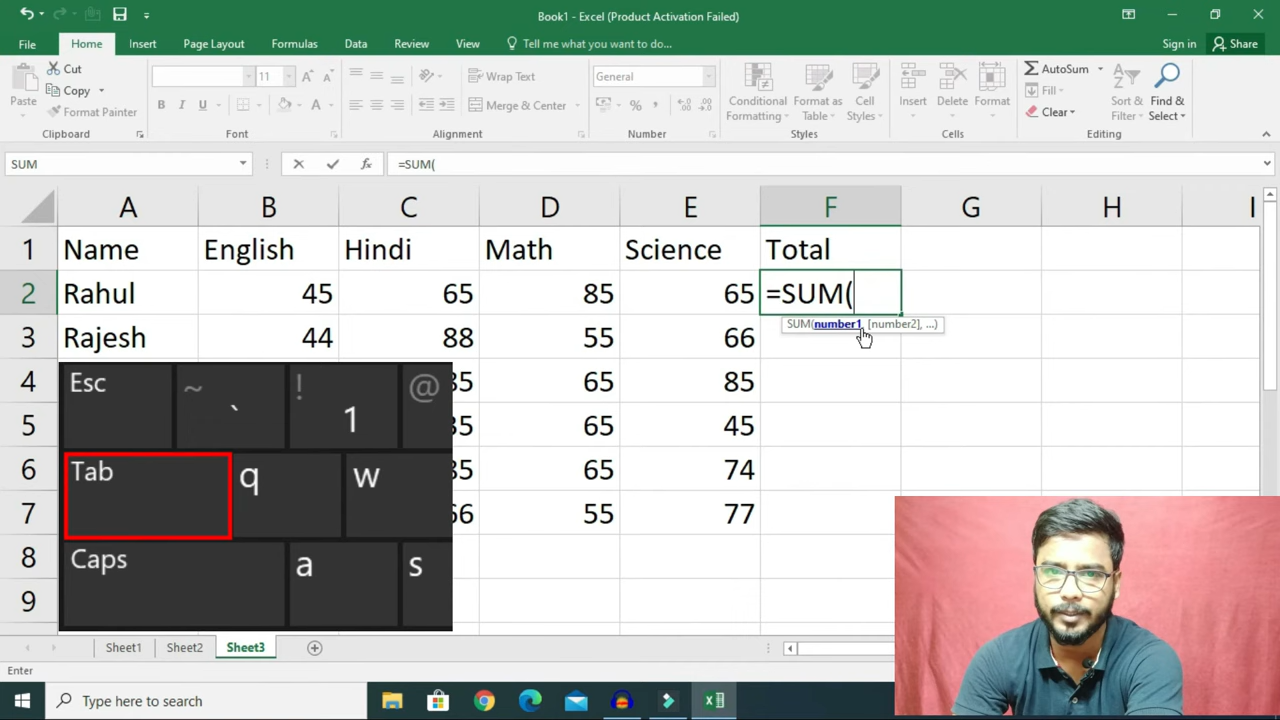 Book1 - Excel (Product Activation Failed)
File Home Insert Page Layout Formulas Data Review View Tell me what you want to do... Sign in Share
Cut
Copy
Format Painter
Paste
11
B I U
A A
A
Wrap Text
Merge & Center
General
% ,
Conditional Formatting
Format as Table
Cell Styles
Insert Delete Format
AutoSum
Fill
Clear
Sort & Filter
Find & Select
Clipboard Font Alignment Number Styles Cells Editing
SUM fx =SUM(
A B C D E F G H I
1 Name English Hindi Math Science Total
2 Rahul 45 65 85 65 =SUM(
SUM(number1, [number2], ...)
3 Rajesh 44 88 55 66
4 65 85
5 65 45
6 65 74
7 55 77
8
9
Esc ~ ` ! 1 @
Tab q w
Caps a s
Sheet1 Sheet2 Sheet3
Enter
Type here to search